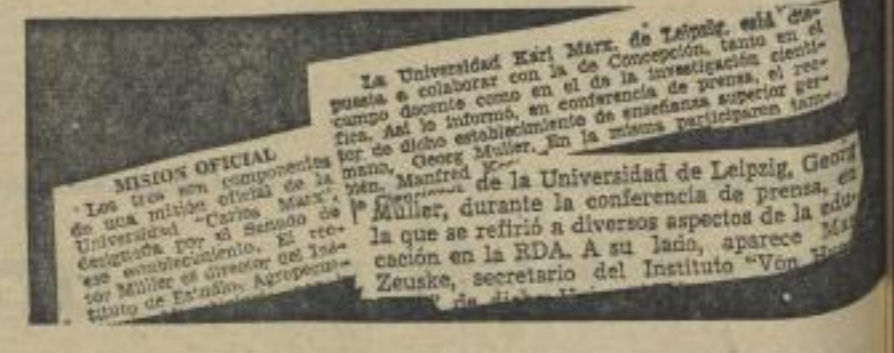 La Universidad Karl Marx, de Leipzig, está dis-
puesta a colaborar con la de Concepción, tanto en el
campo docente como en el de la investigación cientí-
fica. Así lo informó, en conferencia de prensa, el rec-
tor de dicho establecimiento de enseñanza superior ger-
mana, Georg Muller. En la misma participaron tam-
bién, Manfred
MISION OFICIAL
Los tres son componentes
de una misión oficial de la
Universidad "Carlos Marx",
designada por el Senado de
ese establecimiento. El rec-
tor Müller es director del Ins-
tituto de Estudio, Agropecua-
de la Universidad de Leipzig, Georg
Müller, durante la conferencia de prensa, en
la que se refirió a diversos aspectos de la edu-
cación en la RDA. A su lado, aparece Max
Zeuske, secretario del Instituto "Von
de